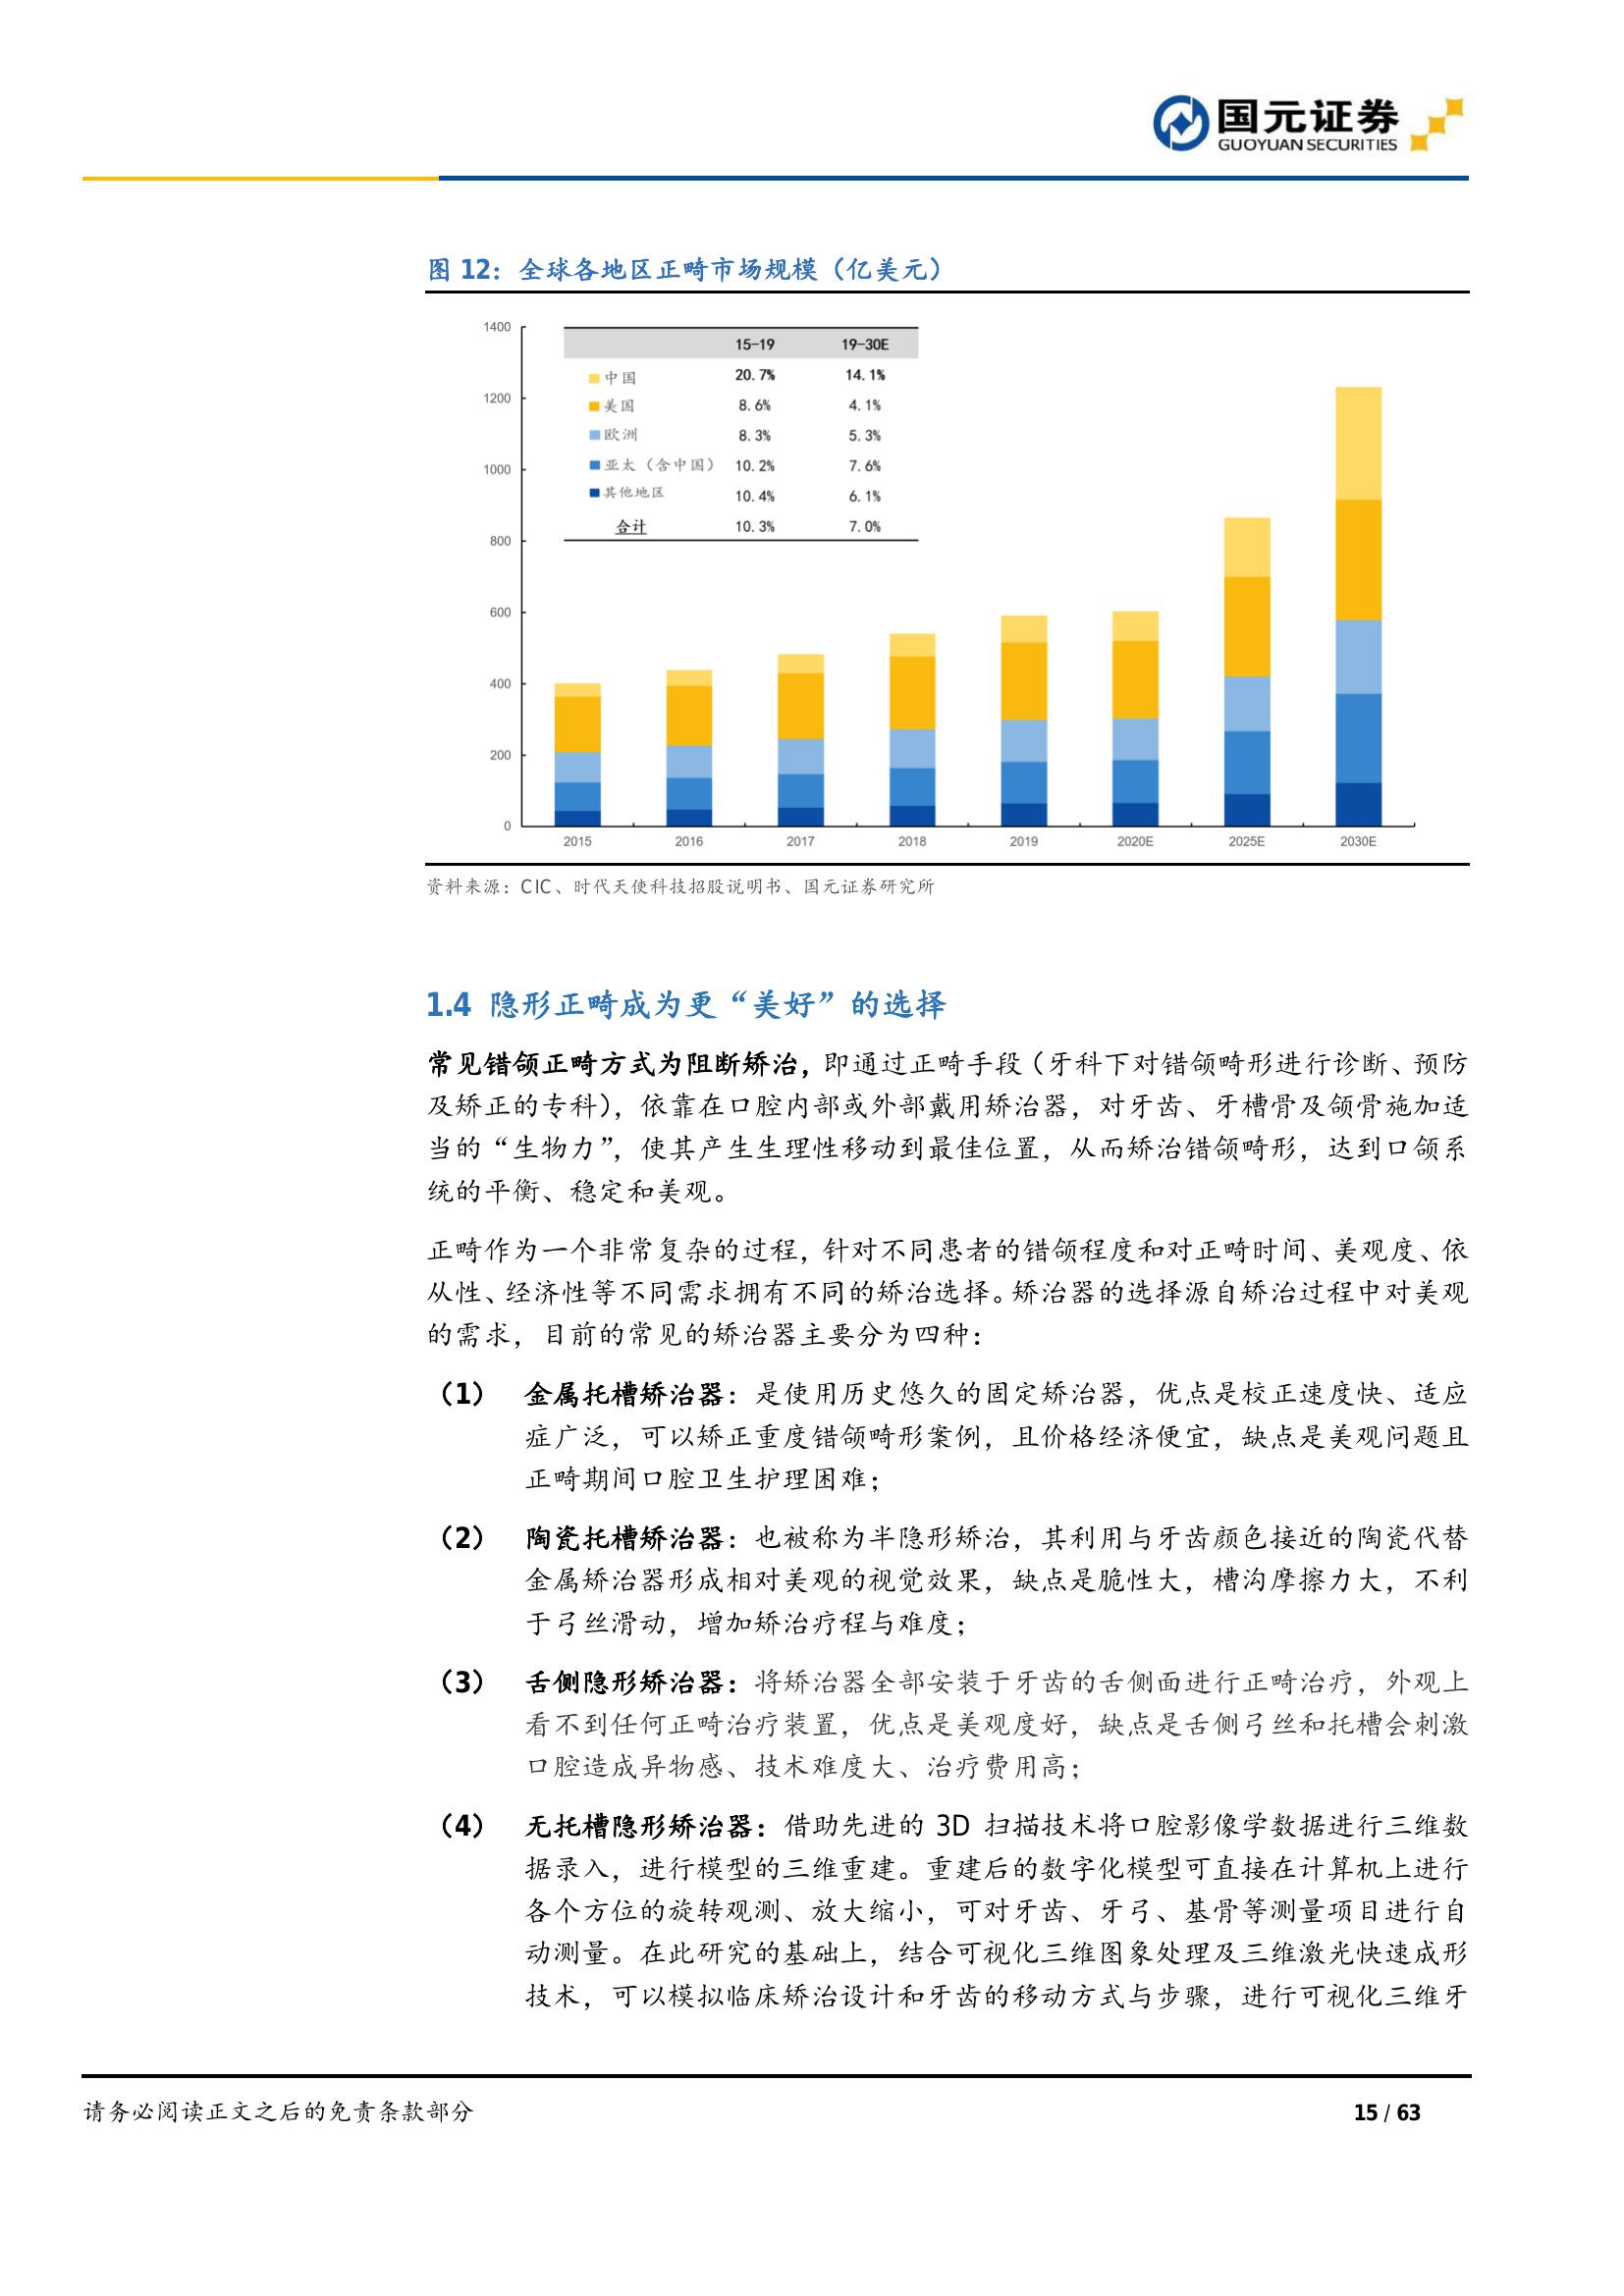 国元证券
GUOYUAN SECURITIES
图 12：全球各地区正畸市场规模（亿美元）
1400
1200
1000
800
600
400
200
0
15-19 19-30E
中国 20.7% 14.1%
美国 8.6% 4.1%
欧洲 8.3% 5.3%
亚太（含中国） 10.2% 7.6%
其他地区 10.4% 6.1%
合计 10.3% 7.0%
2015 2016 2017 2018 2019 2020E 2025E 2030E
资料来源：CIC、时代天使科技招股说明书、国元证券研究所
1.4 隐形正畸成为更“美好”的选择
常见错颌正畸方式为阻断矫治，即通过正畸手段（牙科下对错颌畸形进行诊断、预防
及矫正的专科），依靠在口腔内部或外部戴用矫治器，对牙齿、牙槽骨及颌骨施加适
当的“生物力”，使其产生生理性移动到最佳位置，从而矫治错颌畸形，达到口颌系
统的平衡、稳定和美观。
正畸作为一个非常复杂的过程，针对不同患者的错颌程度和对正畸时间、美观度、依
从性、经济性等不同需求拥有不同的矫治选择。矫治器的选择源自矫治过程中对美观
的需求，目前的常见的矫治器主要分为四种：
（1） 金属托槽矫治器：是使用历史悠久的固定矫治器，优点是校正速度快、适应
症广泛，可以矫正重度错颌畸形案例，且价格经济便宜，缺点是美观问题且
正畸期间口腔卫生护理困难；
（2） 陶瓷托槽矫治器：也被称为半隐形矫治，其利用与牙齿颜色接近的陶瓷代替
金属矫治器形成相对美观的视觉效果，缺点是脆性大，槽沟摩擦力大，不利
于弓丝滑动，增加矫治疗程与难度；
（3） 舌侧隐形矫治器：将矫治器全部安装于牙齿的舌侧面进行正畸治疗，外观上
看不到任何正畸治疗装置，优点是美观度好，缺点是舌侧弓丝和托槽会刺激
口腔造成异物感、技术难度大、治疗费用高；
（4） 无托槽隐形矫治器：借助先进的 3D 扫描技术将口腔影像学数据进行三维数
据录入，进行模型的三维重建。重建后的数字化模型可直接在计算机上进行
各个方位的旋转观测、放大缩小，可对牙齿、牙弓、基骨等测量项目进行自
动测量。在此研究的基础上，结合可视化三维图象处理及三维激光快速成形
技术，可以模拟临床矫治设计和牙齿的移动方式与步骤，进行可视化三维牙
请务必阅读正文之后的免责条款部分
15 / 63